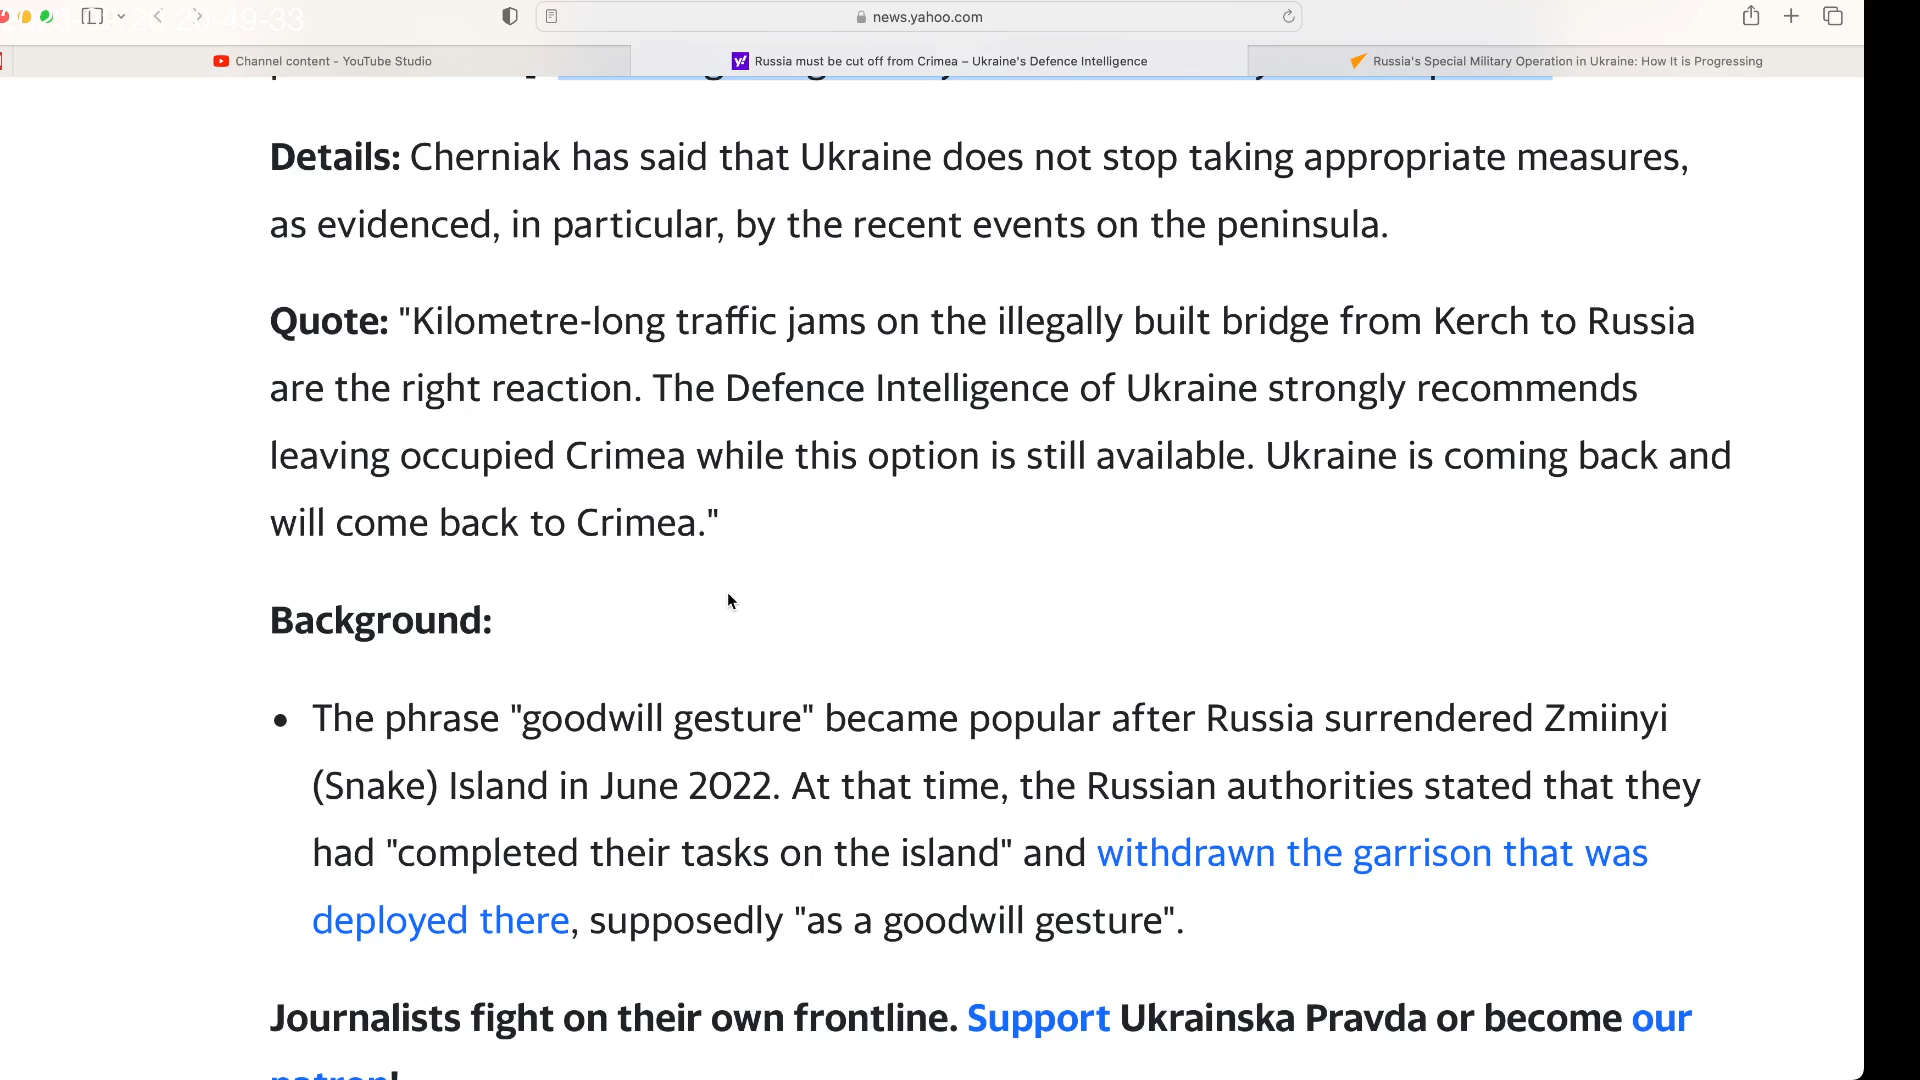 news.yahoo.com
Channel content - YouTube Studio
Russia must be cut off from Crimea – Ukraine's Defence Intelligence
Russia's Special Military Operation in Ukraine: How It is Progressing
Details: Cherniak has said that Ukraine does not stop taking appropriate measures,
as evidenced, in particular, by the recent events on the peninsula.
Quote: "Kilometre-long traffic jams on the illegally built bridge from Kerch to Russia
are the right reaction. The Defence Intelligence of Ukraine strongly recommends
leaving occupied Crimea while this option is still available. Ukraine is coming back and
will come back to Crimea."
Background:
• The phrase "goodwill gesture" became popular after Russia surrendered Zmiinyi
(Snake) Island in June 2022. At that time, the Russian authorities stated that they
had "completed their tasks on the island" and withdrawn the garrison that was
deployed there, supposedly "as a goodwill gesture".
Journalists fight on their own frontline. Support Ukrainska Pravda or become our
patron!